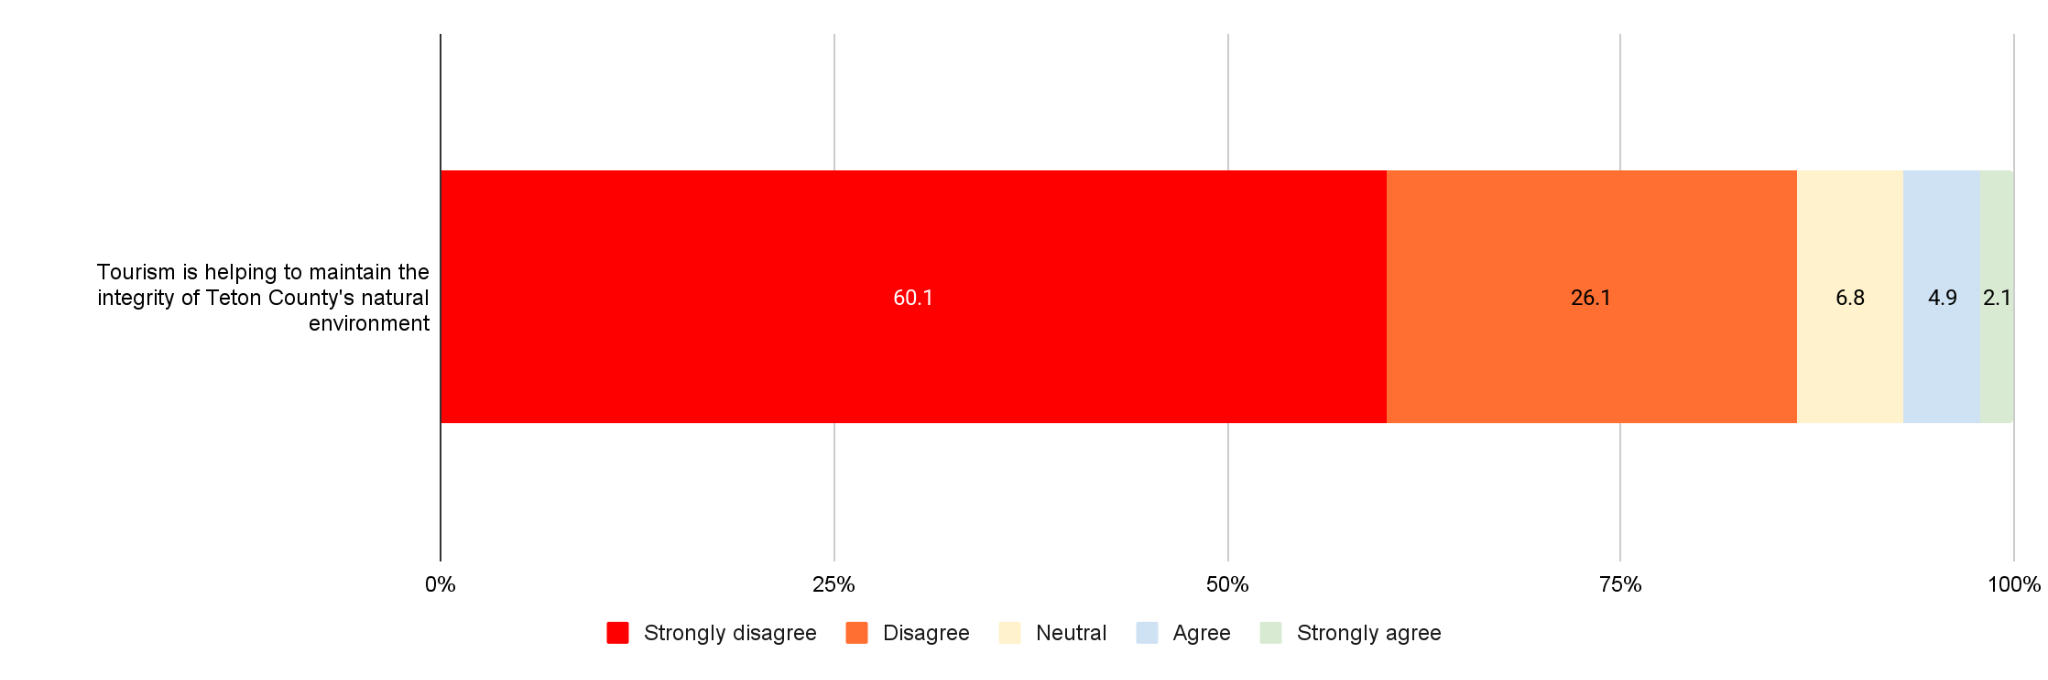 Tourism is helping to maintain the
integrity of Teton County's natural
environment
60.1
26.1
6.8
4.9
2.1
0%
25%
50%
75%
100%
Strongly disagree
Disagree
Neutral
Agree
Strongly agree